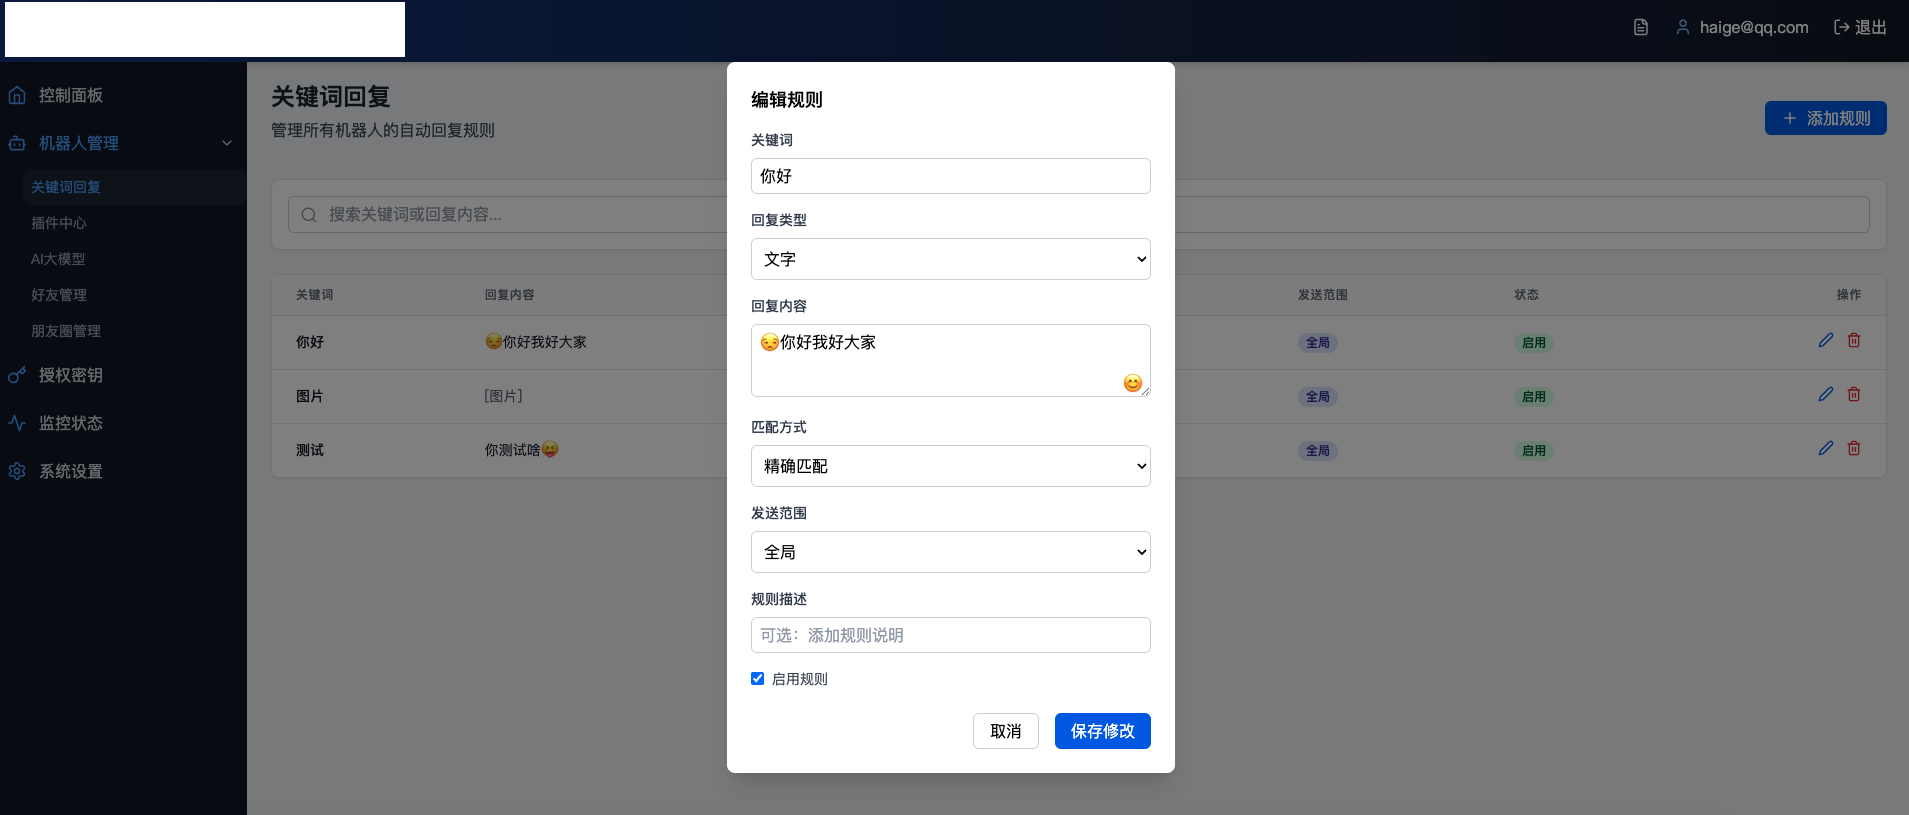 haige@qq.com
退出
控制面板
机器人管理
关键词回复
插件中心
AI大模型
好友管理
朋友圈管理
授权密钥
监控状态
系统设置
关键词回复
管理所有机器人的自动回复规则
添加规则
搜索关键词或回复内容...
关键词 回复内容 发送范围 状态 操作
你好 😒你好我好大家 全局 启用
图片 [图片] 全局 启用
测试 你测试啥😝 全局 启用
编辑规则
关键词
你好
回复类型
文字
回复内容
😒你好我好大家
😊
匹配方式
精确匹配
发送范围
全局
规则描述
可选：添加规则说明
启用规则
取消 保存修改